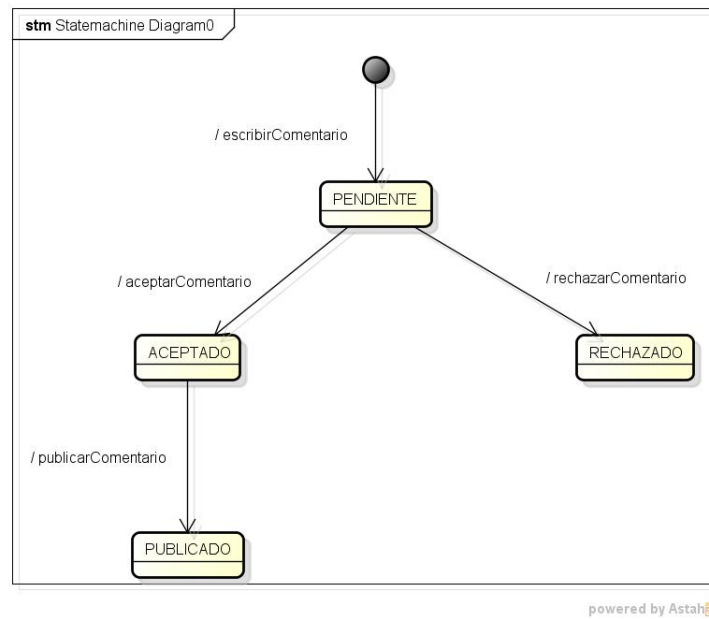 stm Statemachine Diagram0
/ escribirComentario
PENDIENTE
/ aceptarComentario
/ rechazarComentario
ACEPTADO
RECHAZADO
/ publicarComentario
PUBLICADO
powered by Astah